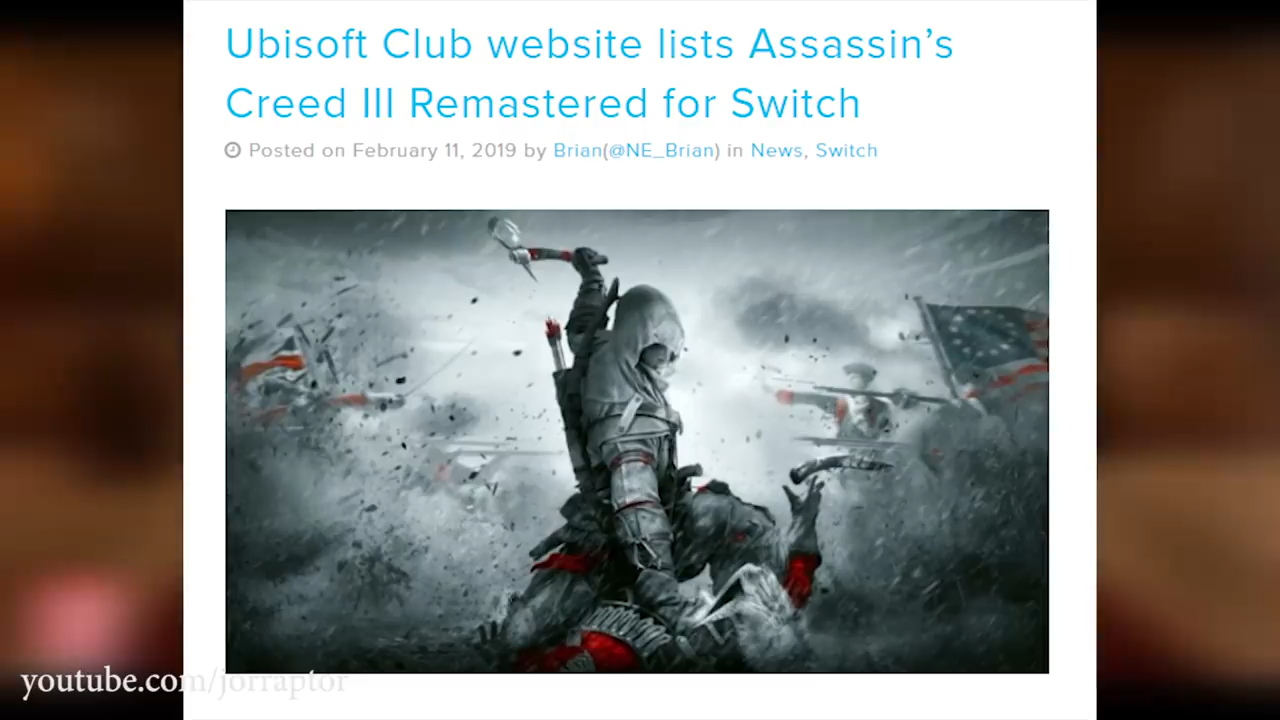 Ubisoft Club website lists Assassin’s
Creed III Remastered for Switch
Posted on February 11, 2019 by Brian(@NE_Brian) in News, Switch
youtube.com/jorraptor